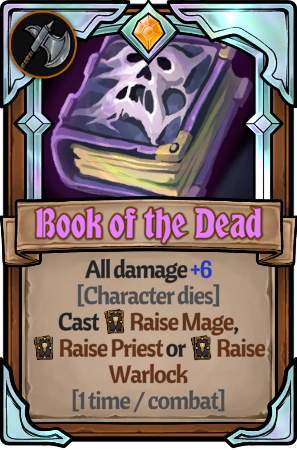 Book of the Dead
All damage +6
[Character dies]
Cast Raise Mage,
Raise Priest or Raise
Warlock
[1 time / combat]